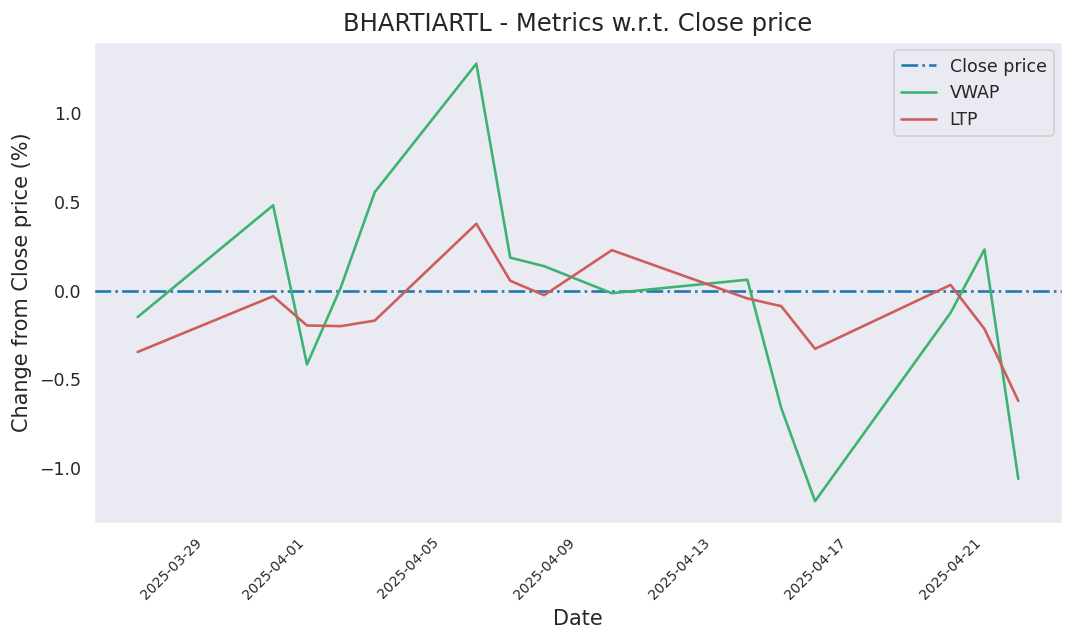 BHARTIARTL - Metrics w.r.t. Close price
Close price
VWAP
LTP
Change from Close price (%)
1.0
0.5
0.0
−0.5
−1.0
2025-03-29
2025-04-01
2025-04-05
2025-04-09
2025-04-13
2025-04-17
2025-04-21
Date